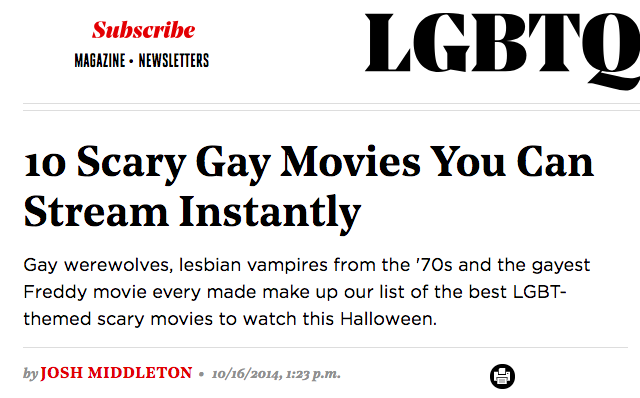 Subscribe
MAGAZINE • NEWSLETTERS
LGBTQ
10 Scary Gay Movies You Can
Stream Instantly
Gay werewolves, lesbian vampires from the '70s and the gayest
Freddy movie every made make up our list of the best LGBT-
themed scary movies to watch this Halloween.
by JOSH MIDDLETON • 10/16/2014, 1:23 p.m.